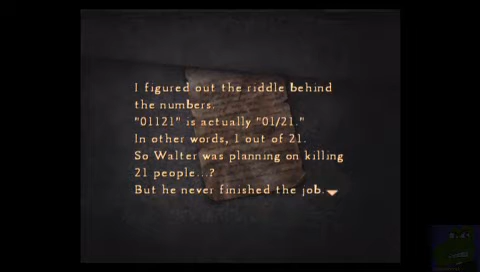 I figured out the riddle behind
the numbers.
"01121" is actually "01/21."
In other words, 1 out of 21.
So Walter was planning on killing
21 people...?
But he never finished the job.